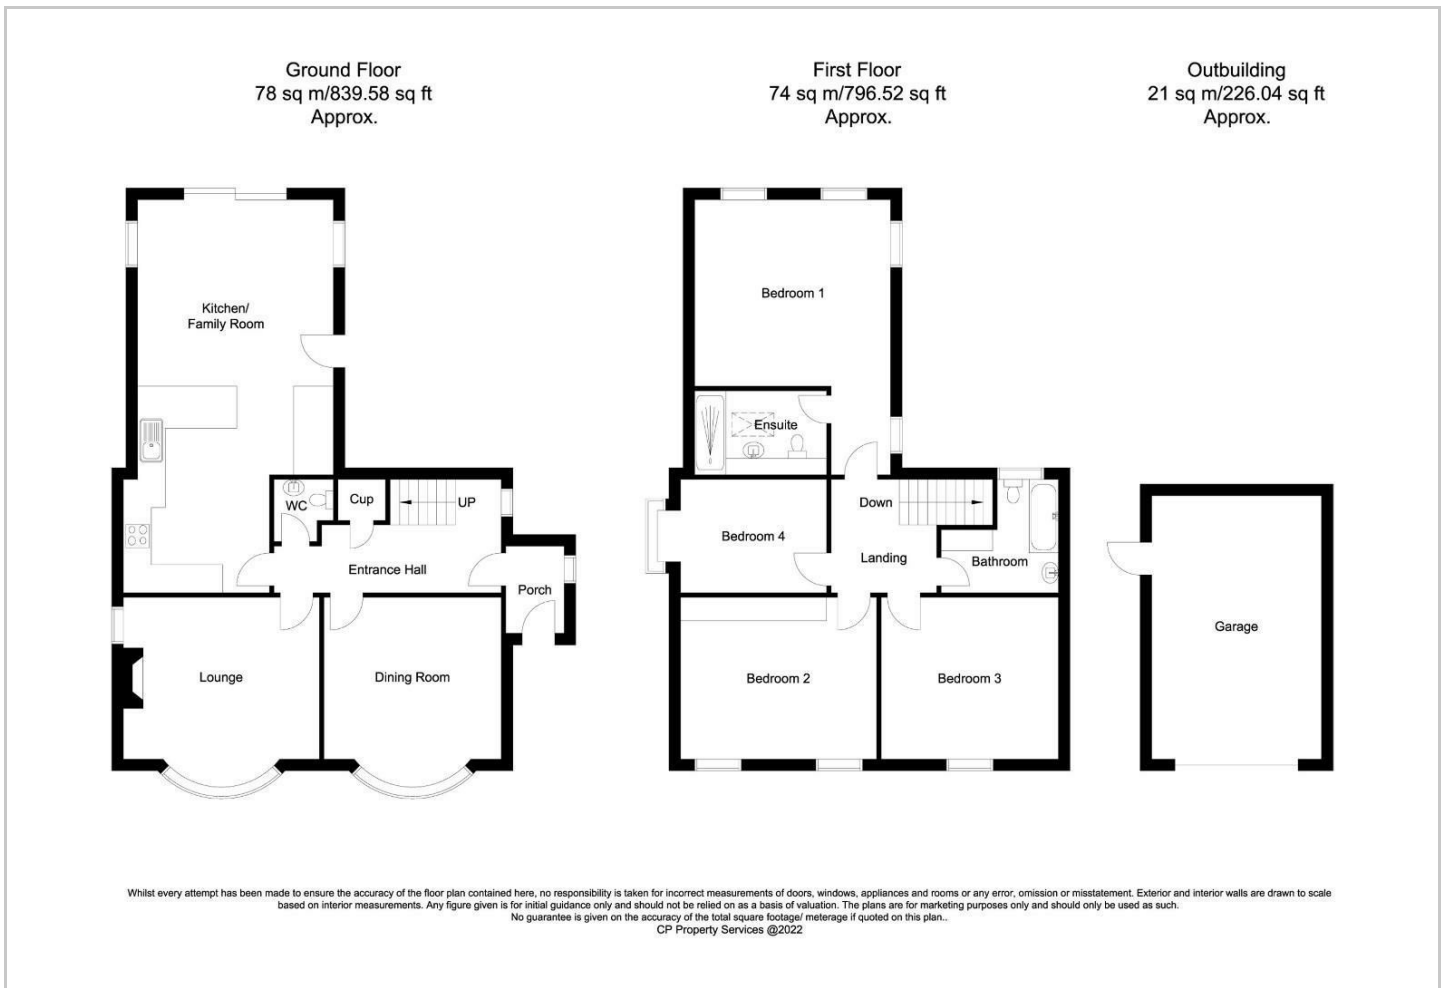 Ground Floor
78 sq m/839.58 sq ft
Approx.
First Floor
74 sq m/796.52 sq ft
Approx.
Outbuilding
21 sq m/226.04 sq ft
Approx.
Kitchen/
Family Room
WC
Cup
UP
Entrance Hall
Porch
Lounge
Dining Room
Bedroom 1
Ensuite
Down
Bedroom 4
Landing
Bathroom
Bedroom 2
Bedroom 3
Garage
Whilst every attempt has been made to ensure the accuracy of the floor plan contained here, no responsibility is taken for incorrect measurements of doors, windows, appliances and rooms or any error, omission or misstatement. Exterior and interior walls are drawn to scale
based on interior measurements. Any figure given is for initial guidance only and should not be relied on as a basis of valuation. The plans are for marketing purposes only and should only be used as such.
No guarantee is given on the accuracy of the total square footage/ meterage if quoted on this plan..
CP Property Services @2022